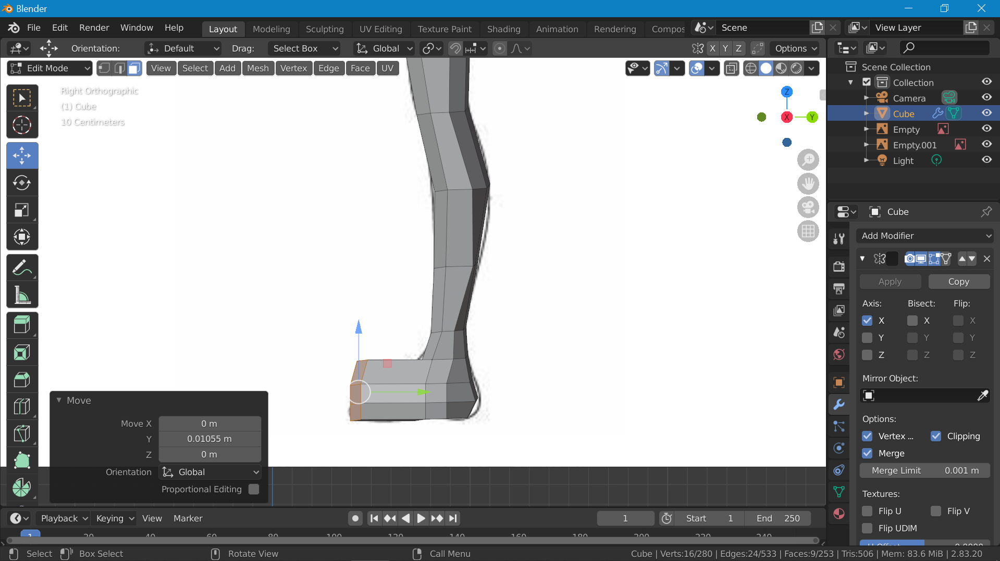 Blender
File Edit Render Window Help Layout Modeling Sculpting UV Editing Texture Paint Shading Animation Rendering Compos Scene View Layer
Orientation: Default Drag: Select Box Global X Y Z Options
Edit Mode View Select Add Mesh Vertex Edge Face UV
Right Orthographic
(1) Cube
10 Centimeters
Z
X
Y
Scene Collection
Collection
Camera
Cube
Empty
Empty.001
Light
Cube
Add Modifier
Apply Copy
Axis: Bisect: Flip:
X X X
Y Y Y
Z Z Z
Mirror Object:
Options:
Vertex ... Clipping
Merge
Merge Limit 0.001 m
Textures:
Flip U Flip V
Flip UDIM
Move
Move X 0 m
Y 0.01055 m
Z 0 m
Orientation Global
Proportional Editing
Playback Keying View Marker 1 Start 1 End 250
1 20 40 60 80 100 120 140 160 180 200 220 240
Select Box Select Rotate View Call Menu Cube | Verts:16/280 | Edges:24/533 | Faces:9/253 | Tris:506 | Mem: 83.6 MiB | 2.83.20